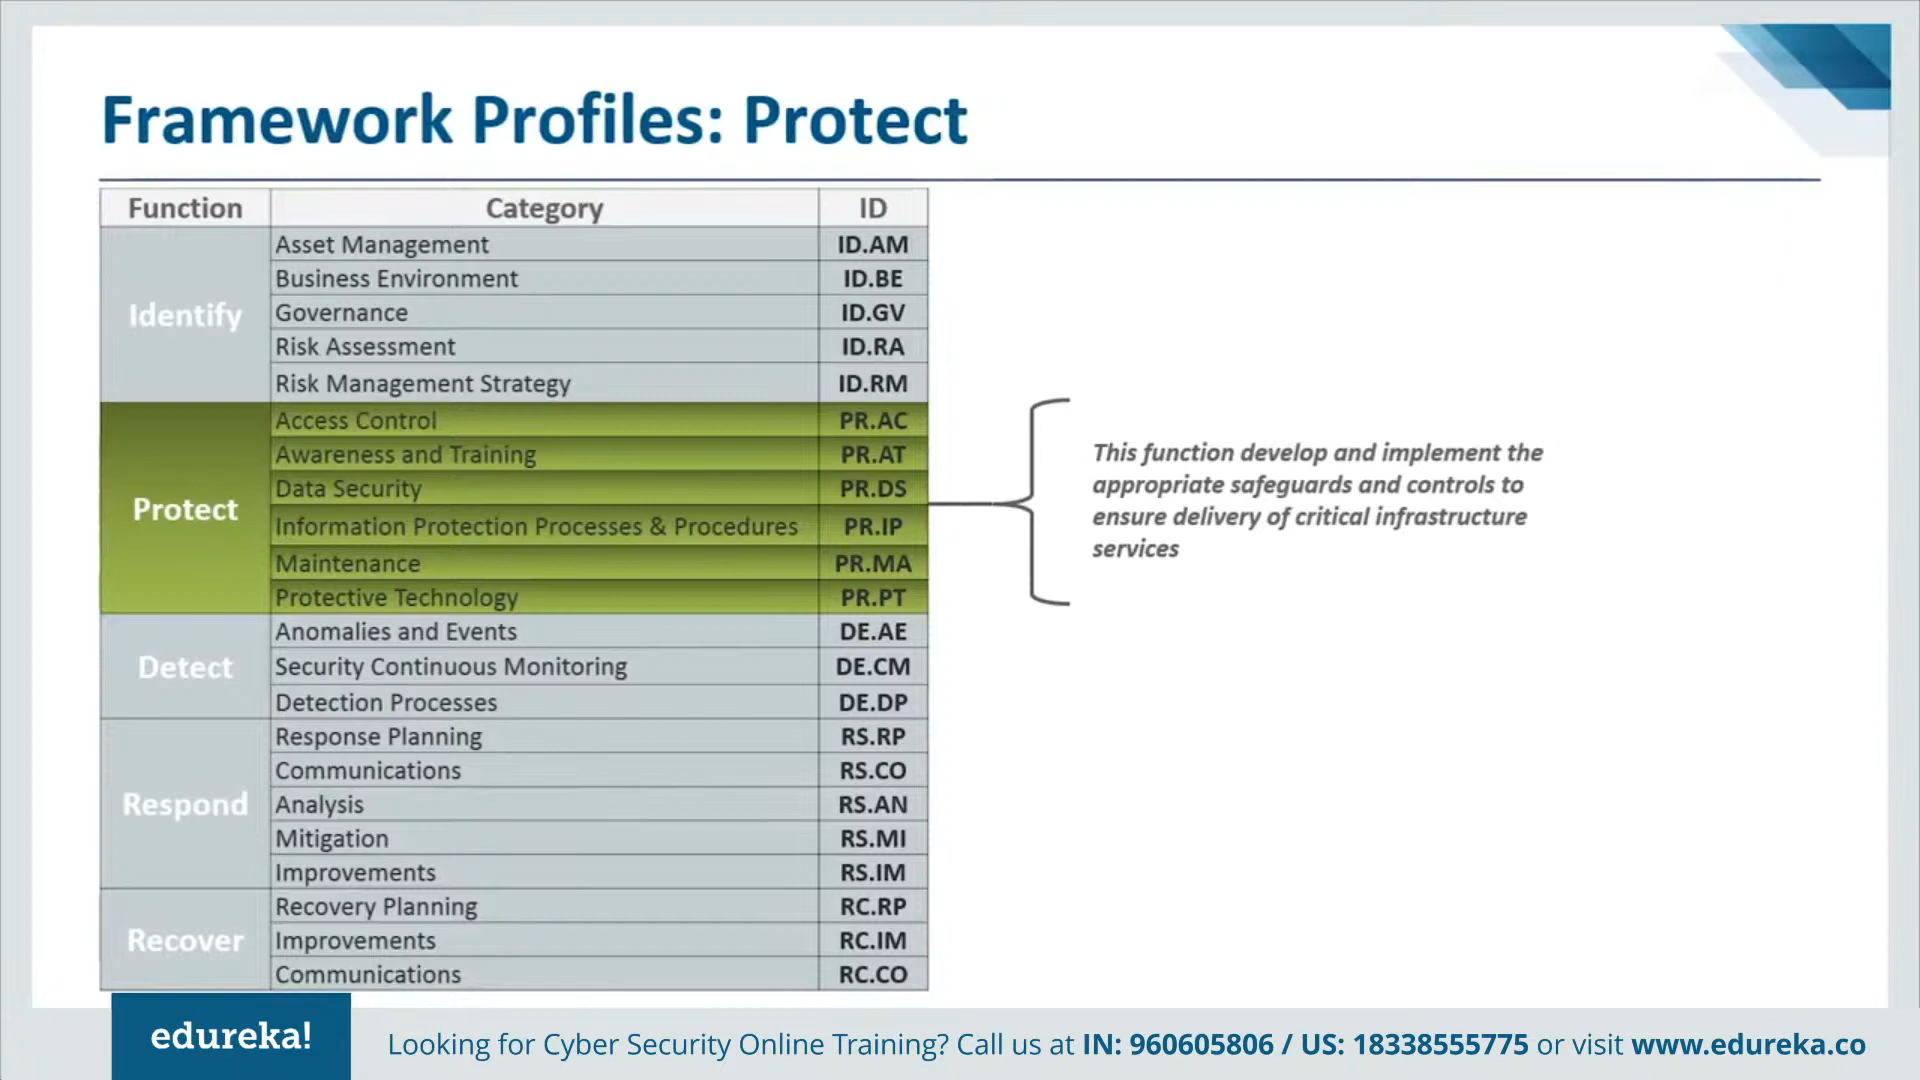 Framework Profiles: Protect
Function Category ID
Identify
Asset Management ID.AM
Business Environment ID.BE
Governance ID.GV
Risk Assessment ID.RA
Risk Management Strategy ID.RM
Protect
Access Control PR.AC
Awareness and Training PR.AT
Data Security PR.DS
Information Protection Processes & Procedures PR.IP
Maintenance PR.MA
Protective Technology PR.PT
Detect
Anomalies and Events DE.AE
Security Continuous Monitoring DE.CM
Detection Processes DE.DP
Respond
Response Planning RS.RP
Communications RS.CO
Analysis RS.AN
Mitigation RS.MI
Improvements RS.IM
Recover
Recovery Planning RC.RP
Improvements RC.IM
Communications RC.CO
This function develop and implement the
appropriate safeguards and controls to
ensure delivery of critical infrastructure
services
edureka!
Looking for Cyber Security Online Training? Call us at IN: 960605806 / US: 18338555775 or visit www.edureka.co